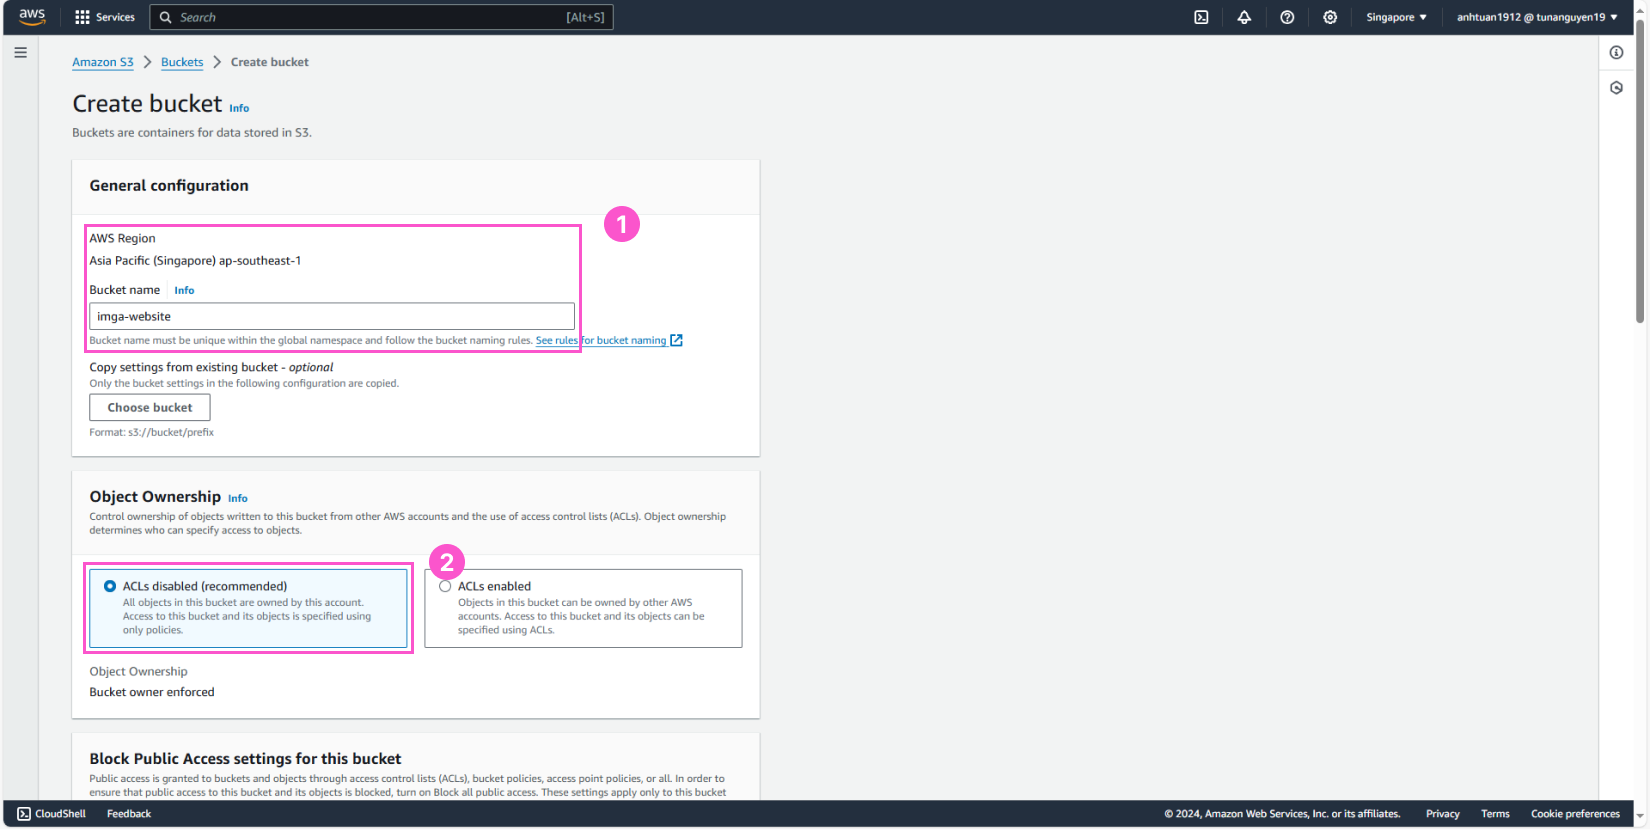 aws
Services
Search
[Alt+S]
Singapore
anhtuan1912 @ tunanguyen19
Amazon S3 > Buckets > Create bucket
Create bucket Info
Buckets are containers for data stored in S3.
General configuration
1
AWS Region
Asia Pacific (Singapore) ap-southeast-1
Bucket name Info
imga-website
Bucket name must be unique within the global namespace and follow the bucket naming rules. See rules for bucket naming
Copy settings from existing bucket - optional
Only the bucket settings in the following configuration are copied.
Choose bucket
Format: s3://bucket/prefix
Object Ownership Info
Control ownership of objects written to this bucket from other AWS accounts and the use of access control lists (ACLs). Object ownership
determines who can specify access to objects.
2
ACLs disabled (recommended)
All objects in this bucket are owned by this account.
Access to this bucket and its objects is specified using
only policies.
ACLs enabled
Objects in this bucket can be owned by other AWS
accounts. Access to this bucket and its objects can be
specified using ACLs.
Object Ownership
Bucket owner enforced
Block Public Access settings for this bucket
Public access is granted to buckets and objects through access control lists (ACLs), bucket policies, access point policies, or all. In order to
ensure that public access to this bucket and its objects is blocked, turn on Block all public access. These settings apply only to this bucket
CloudShell
Feedback
© 2024, Amazon Web Services, Inc. or its affiliates.
Privacy
Terms
Cookie preferences